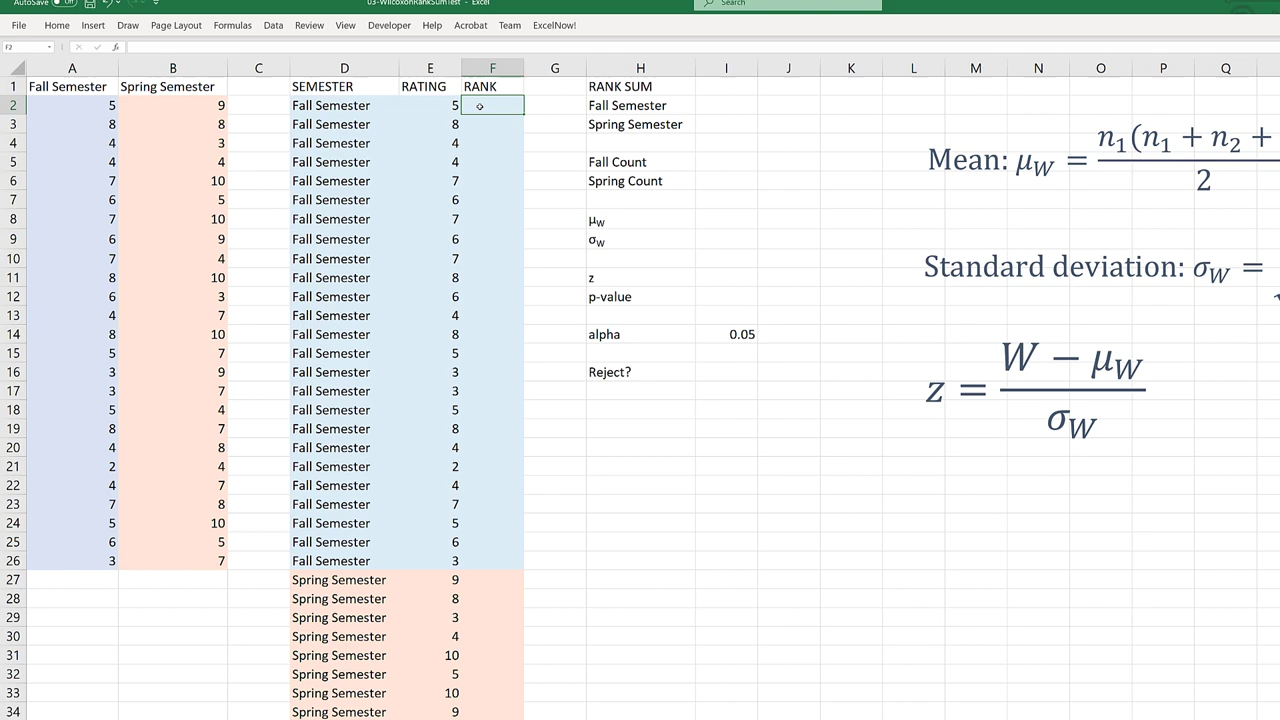 AutoSave Off 03-WilcoxonRankSumTest - Excel Search
File Home Insert Draw Page Layout Formulas Data Review View Developer Help Acrobat Team ExcelNow!
F2 fx
A B C D E F G H I J K L M N O P Q
1 Fall Semester Spring Semester SEMESTER RATING RANK RANK SUM
2 5 9 Fall Semester 5 Fall Semester
3 8 8 Fall Semester 8 Spring Semester
4 4 3 Fall Semester 4
5 4 4 Fall Semester 4 Fall Count
6 7 10 Fall Semester 7 Spring Count
7 6 5 Fall Semester 6
8 7 10 Fall Semester 7 μW
9 6 9 Fall Semester 6 σW
10 7 4 Fall Semester 7
11 8 10 Fall Semester 8 z
12 6 3 Fall Semester 6 p-value
13 4 7 Fall Semester 4
14 8 10 Fall Semester 8 alpha 0.05
15 5 7 Fall Semester 5
16 3 9 Fall Semester 3 Reject?
17 3 7 Fall Semester 3
18 5 4 Fall Semester 5
19 8 7 Fall Semester 8
20 4 8 Fall Semester 4
21 2 4 Fall Semester 2
22 4 7 Fall Semester 4
23 7 8 Fall Semester 7
24 5 10 Fall Semester 5
25 6 5 Fall Semester 6
26 3 7 Fall Semester 3
27 Spring Semester 9
28 Spring Semester 8
29 Spring Semester 3
30 Spring Semester 4
31 Spring Semester 10
32 Spring Semester 5
33 Spring Semester 10
34 Spring Semester 9
Mean: μW = n1(n1 + n2 +
2
Standard deviation: σW =
z = W − μW
σW